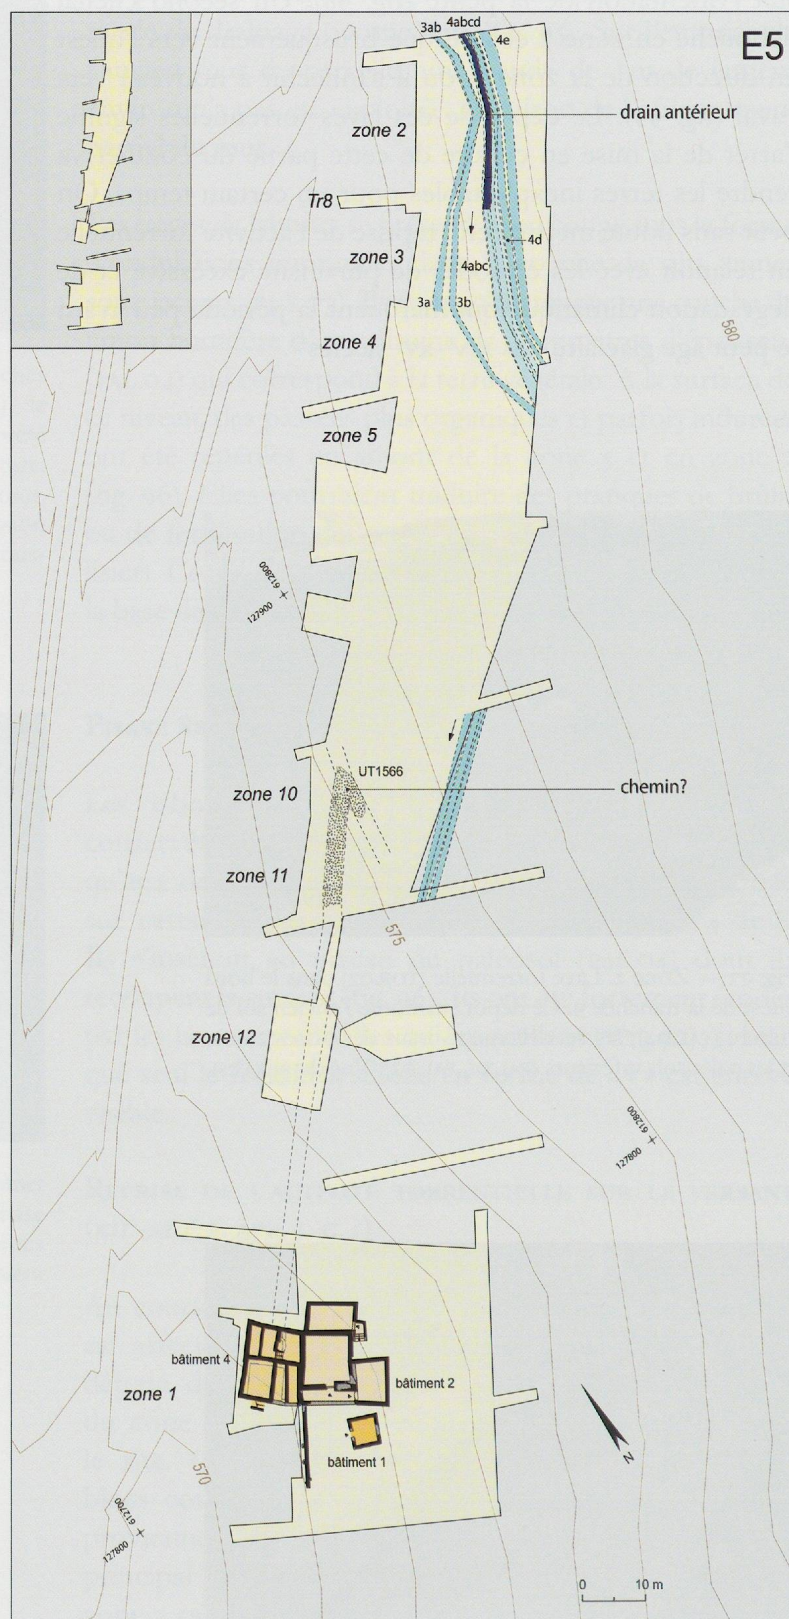 E5
3ab
4abcd
4e
drain antérieur
zone 2
Tr8
zone 3
4d
4abc
3a
3b
zone 4
580
zone 5
612800
127900
UT1566
zone 10
chemin?
zone 11
575
zone 12
612800
127800
bâtiment 4
bâtiment 2
zone 1
bâtiment 1
570
N
612700
127800
0 10 m